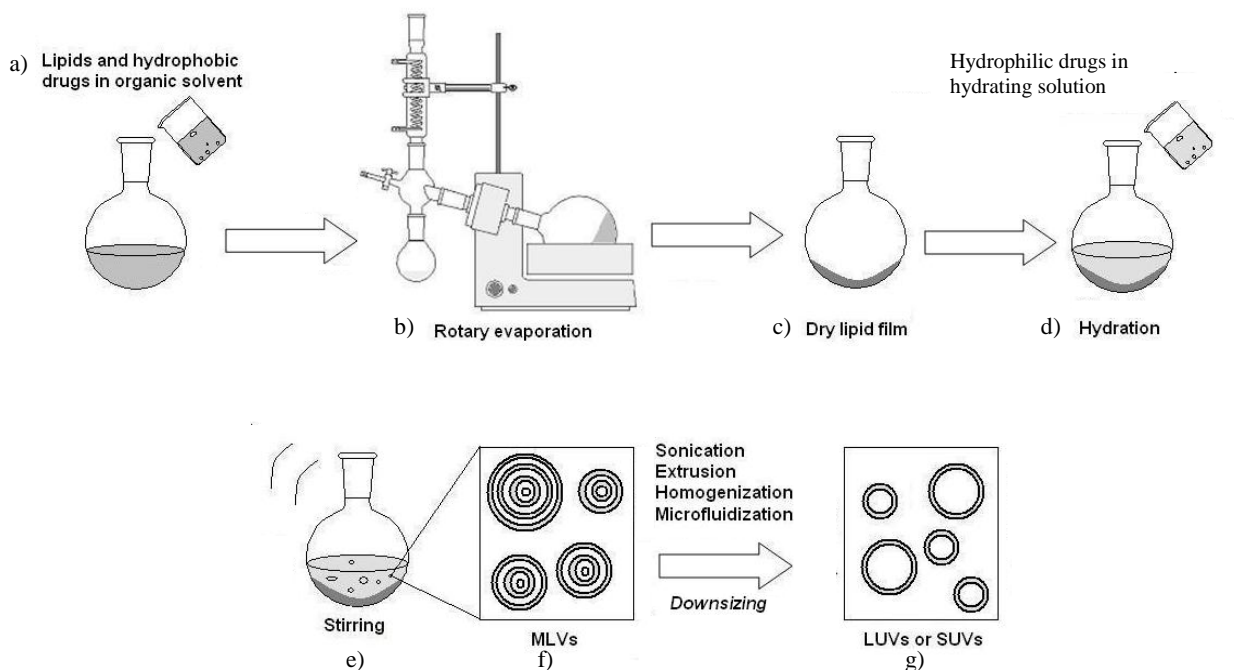 a)
Lipids and hydrophobic
drugs in organic solvent
Hydrophilic drugs in
hydrating solution
b)
Rotary evaporation
c)
Dry lipid film
d)
Hydration
Stirring
e)
MLVs
f)
Sonication
Extrusion
Homogenization
Microfluidization
Downsizing
LUVs or SUVs
g)